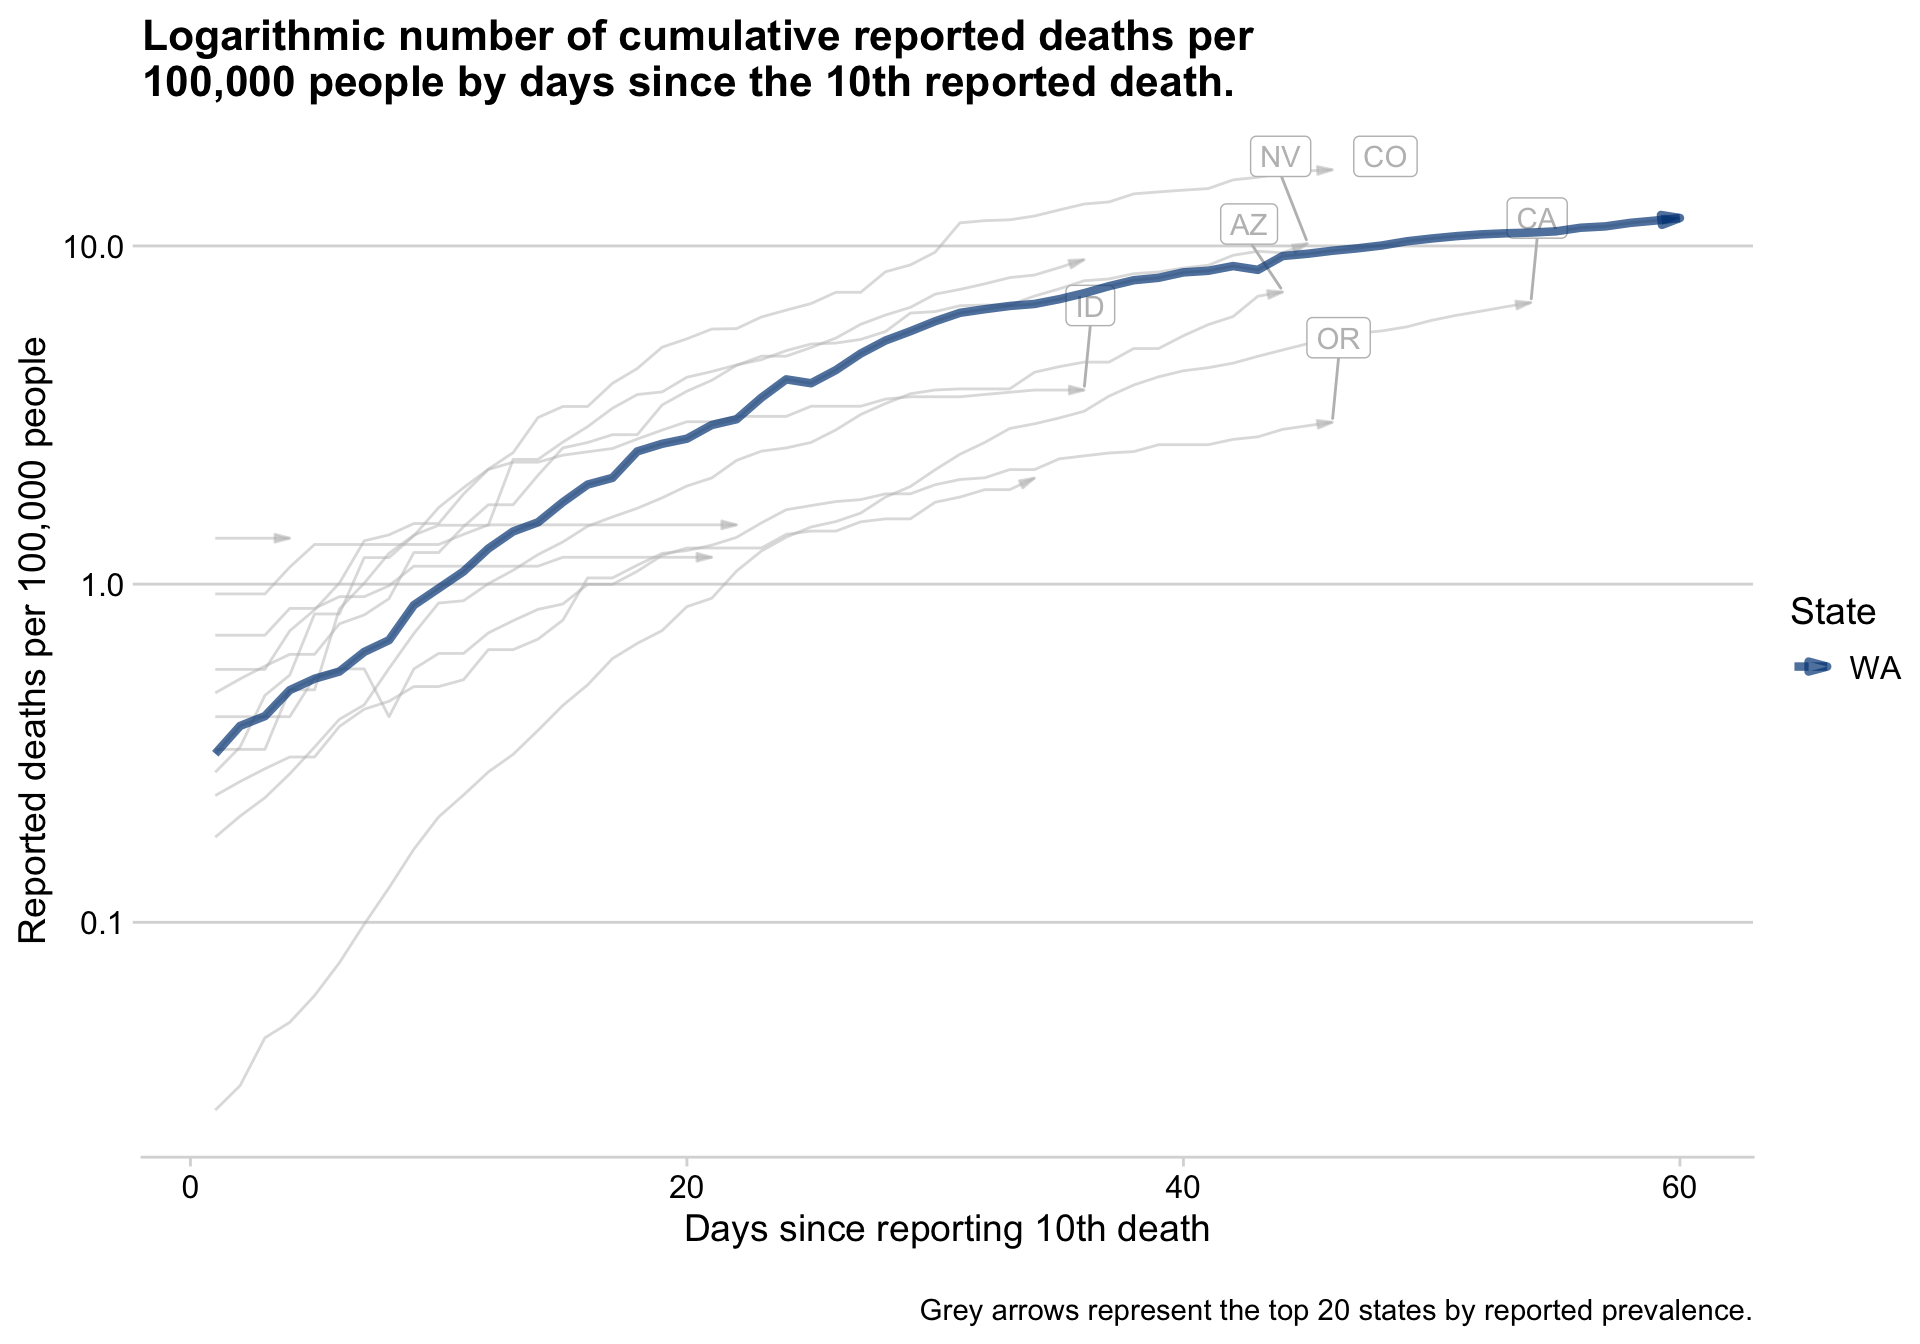 Logarithmic number of cumulative reported deaths per
100,000 people by days since the 10th reported death.
NV
CO
AZ
CA
ID
OR
10.0
1.0
0.1
Reported deaths per 100,000 people
0
20
40
60
Days since reporting 10th death
State
WA
Grey arrows represent the top 20 states by reported prevalence.